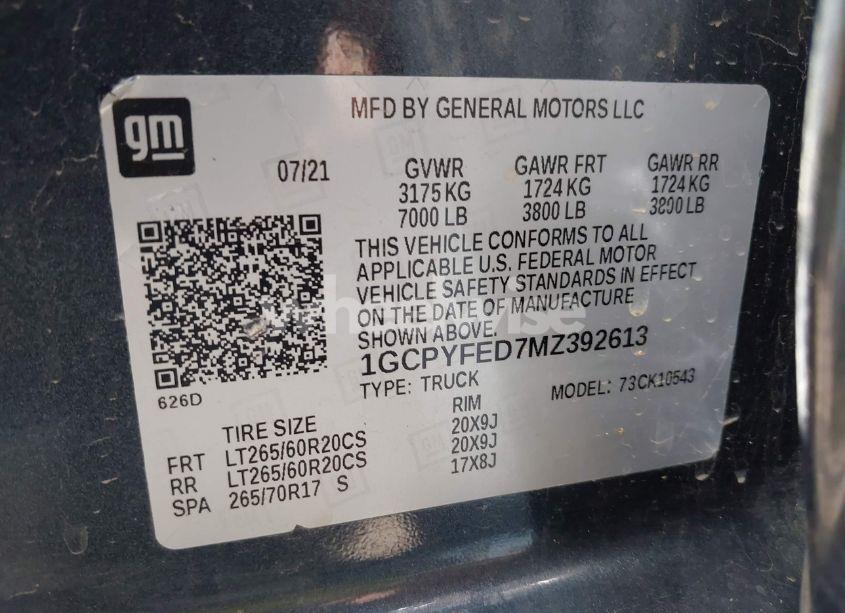 gm
MFD BY GENERAL MOTORS LLC
07/21
GVWR GAWR FRT GAWR RR
3175 KG 1724 KG 1724 KG
7000 LB 3800 LB 3800 LB
THIS VEHICLE CONFORMS TO ALL
APPLICABLE U.S. FEDERAL MOTOR
VEHICLE SAFETY STANDARDS IN EFFECT
ON THE DATE OF MANUFACTURE
SHOWN ABOVE.
1GCPYFED7MZ392613
TYPE: TRUCK MODEL: 73CK10543
626D
TIRE SIZE RIM
FRT LT265/60R20CS 20X9J
RR LT265/60R20CS 20X9J
SPA 265/70R17 S 17X8J